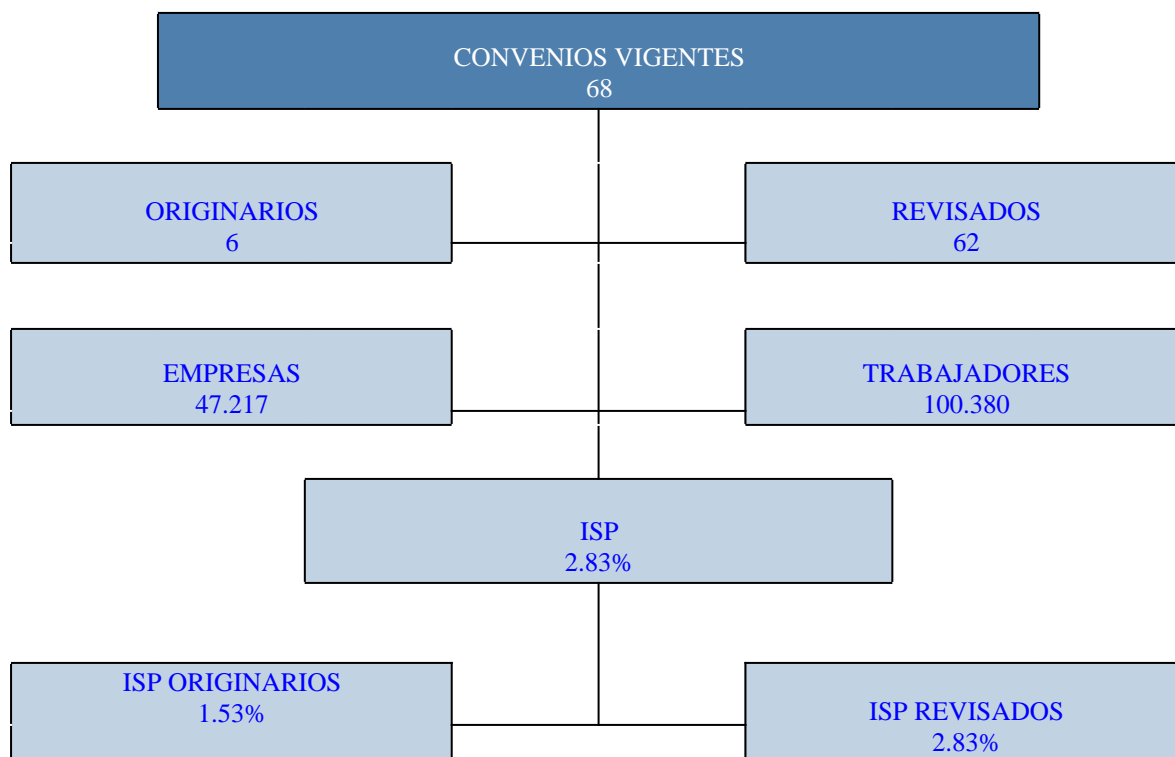 CONVENIOS VIGENTES
68
ORIGINARIOS
6
REVISADOS
62
EMPRESAS
47.217
TRABAJADORES
100.380
ISP
2.83%
ISP ORIGINARIOS
1.53%
ISP REVISADOS
2.83%